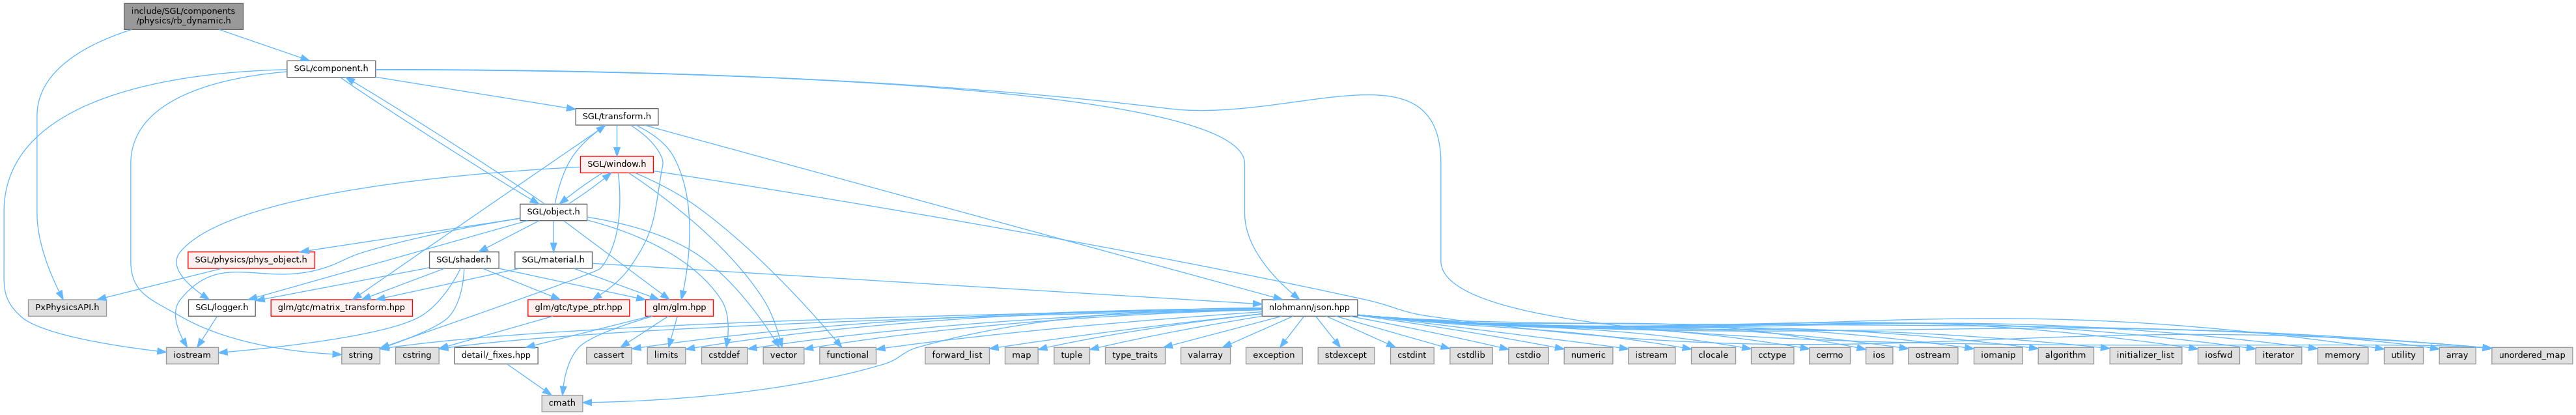 include/SGL/components
/physics/rb_dynamic.h
SGL/component.h
SGL/transform.h
SGL/window.h
SGL/object.h
SGL/physics/phys_object.h
SGL/shader.h
SGL/material.h
PxPhysicsAPI.h
SGL/logger.h
glm/gtc/matrix_transform.hpp
glm/gtc/type_ptr.hpp
glm/glm.hpp
nlohmann/json.hpp
iostream
string
cstring
detail/_fixes.hpp
cassert
limits
cstddef
vector
functional
forward_list
map
tuple
type_traits
valarray
exception
stdexcept
cstdint
cstdlib
cstdio
numeric
istream
clocale
cctype
cerrno
ios
ostream
iomanip
algorithm
initializer_list
iosfwd
iterator
memory
utility
array
unordered_map
cmath